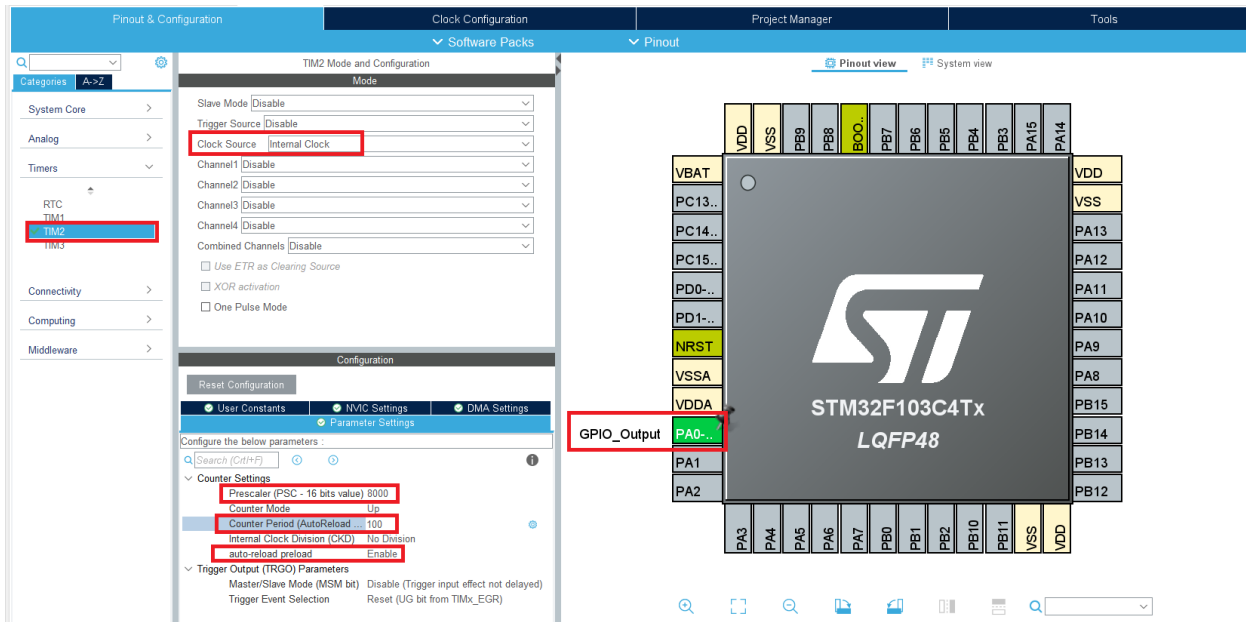 Pinout & Configuration
Clock Configuration
Project Manager
Tools
Software Packs
Pinout
Categories A->Z
System Core
Analog
Timers
RTC
TIM1
TIM2
TIM3
Connectivity
Computing
Middleware
TIM2 Mode and Configuration
Mode
Slave Mode Disable
Trigger Source Disable
Clock Source Internal Clock
Channel1 Disable
Channel2 Disable
Channel3 Disable
Channel4 Disable
Combined Channels Disable
Use ETR as Clearing Source
XOR activation
One Pulse Mode
Configuration
Reset Configuration
User Constants NVIC Settings DMA Settings
Parameter Settings
Configure the below parameters :
Search (Crtl+F)
Counter Settings
Prescaler (PSC - 16 bits value) 8000
Counter Mode Up
Counter Period (AutoReload ... 100
Internal Clock Division (CKD) No Division
auto-reload preload Enable
Trigger Output (TRGO) Parameters
Master/Slave Mode (MSM bit) Disable (Trigger input effect not delayed)
Trigger Event Selection Reset (UG bit from TIMx_EGR)
Pinout view System view
VDD VSS PB9 PB8 BOO.. PB7 PB6 PB5 PB4 PB3 PA15 PA14
VBAT
PC13..
PC14..
PC15..
PD0-..
PD1-..
NRST
VSSA
VDDA
GPIO_Output PA0-..
PA1
PA2
STM32F103C4Tx
LQFP48
VDD
VSS
PA13
PA12
PA11
PA10
PA9
PA8
PB15
PB14
PB13
PB12
PA3 PA4 PA5 PA6 PA7 PB0 PB1 PB2 PB10 PB11 VSS VDD